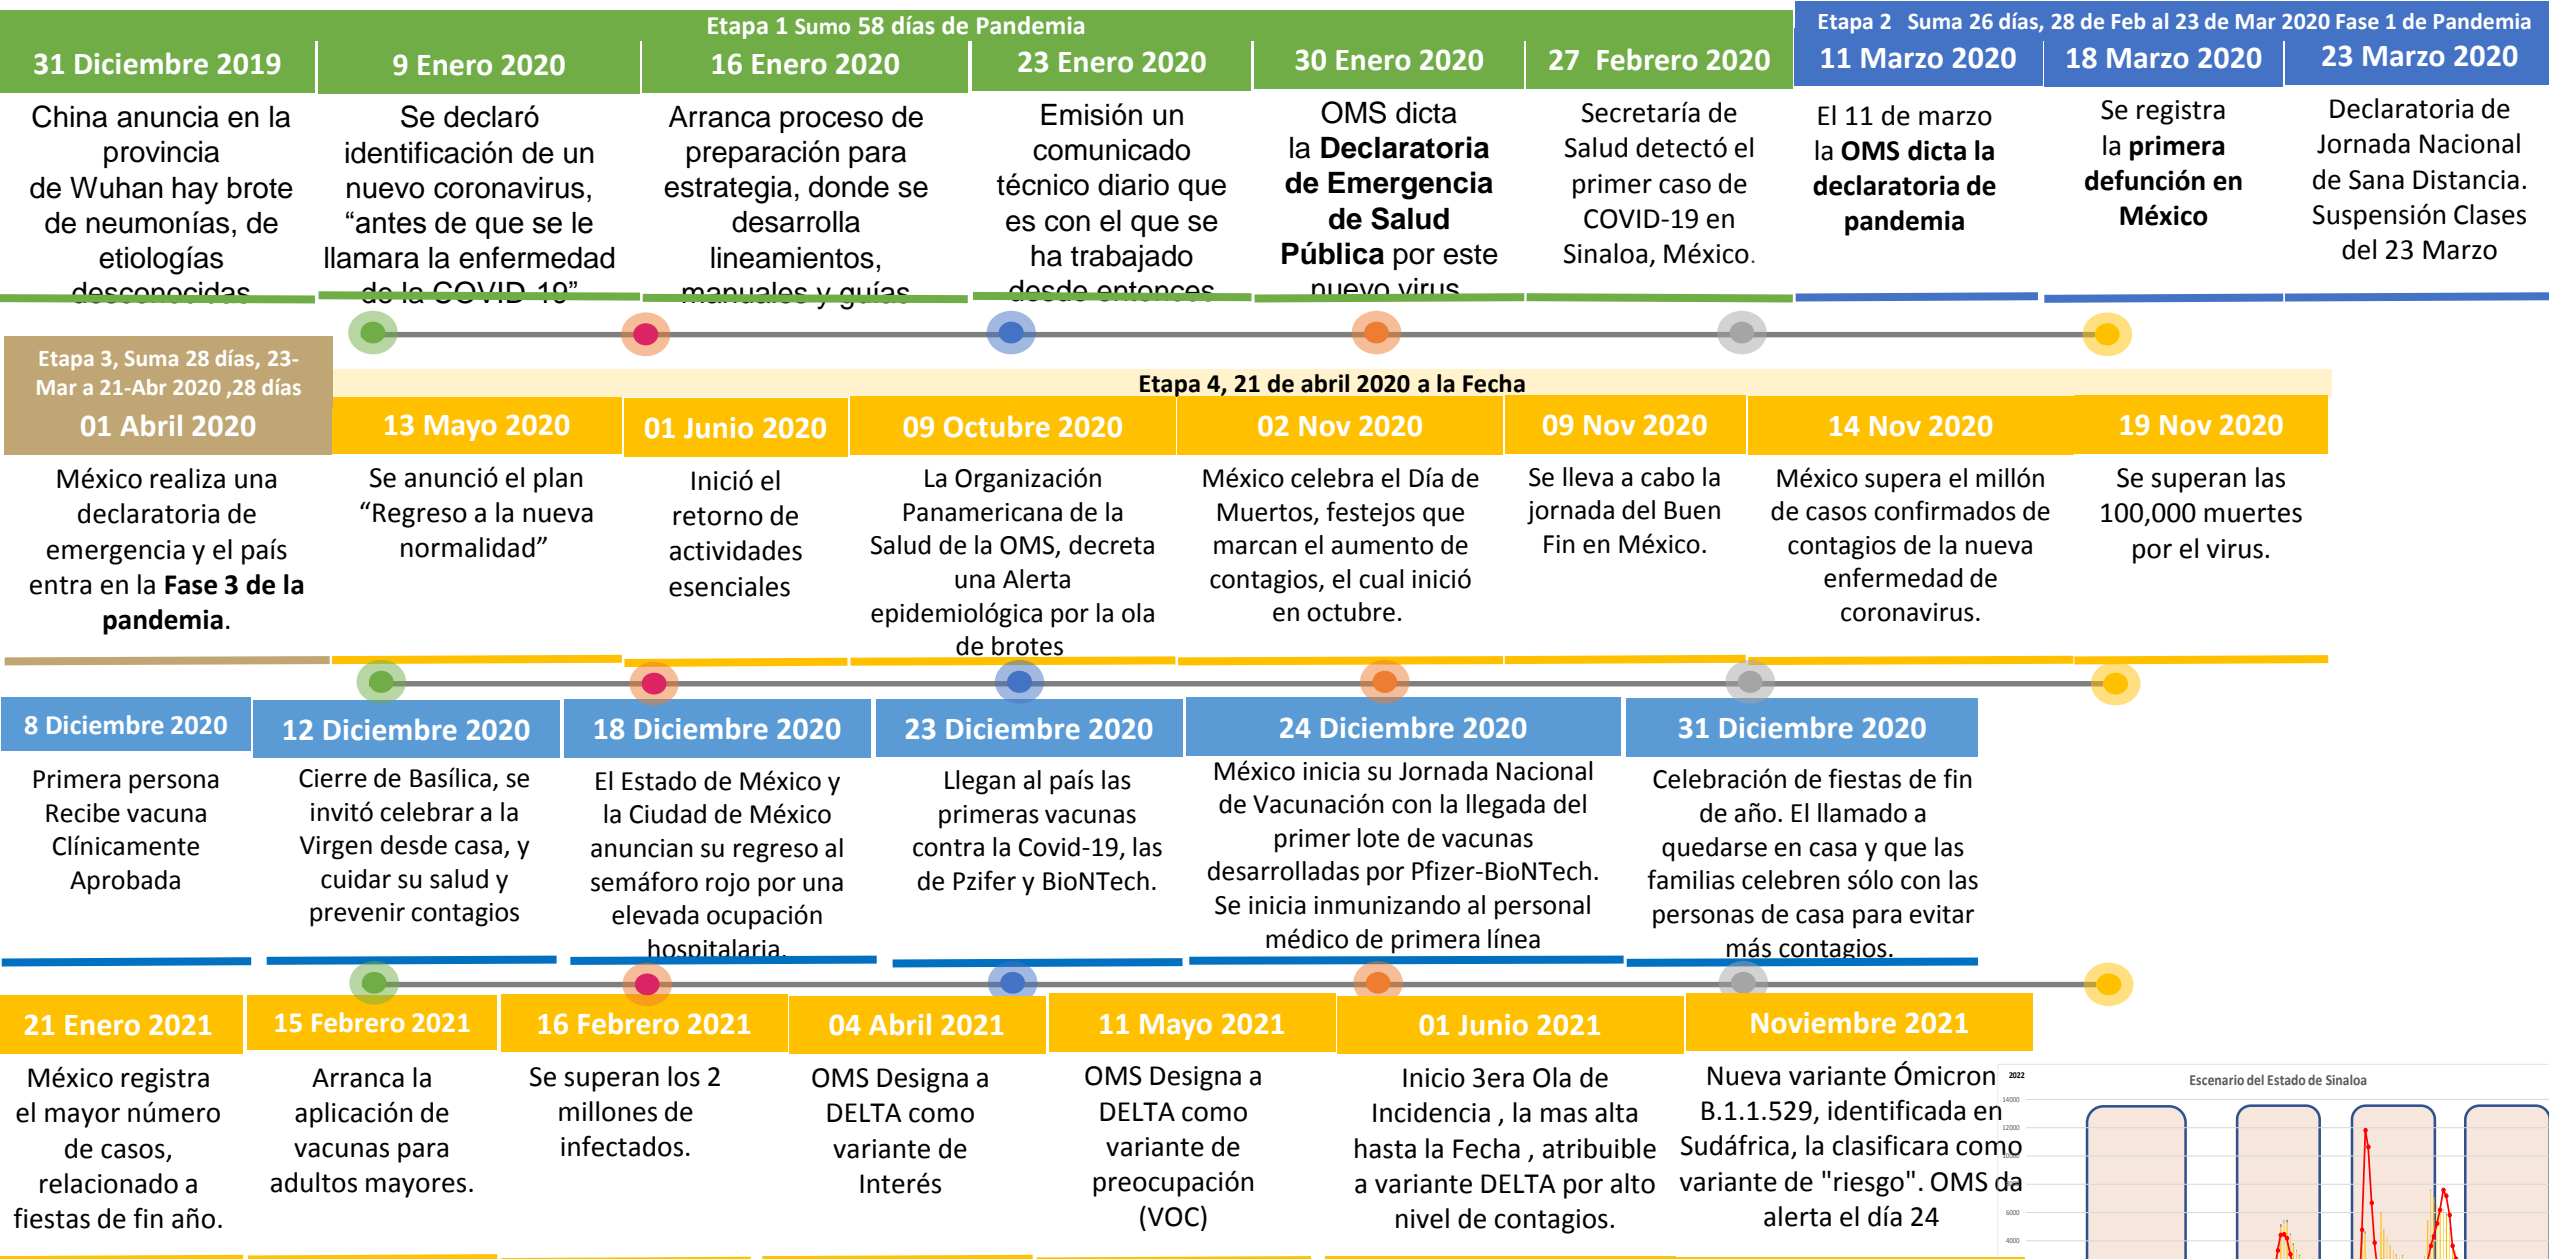 Etapa 1 Sumo 58 días de Pandemia
Etapa 2 Suma 26 días, 28 de Feb al 23 de Mar 2020 Fase 1 de Pandemia
31 Diciembre 2019
China anuncia en la
provincia
de Wuhan hay brote
de neumonías, de
etiologías
desconocidas
9 Enero 2020
Se declaró
identificación de un
nuevo coronavirus,
“antes de que se le
llamara la enfermedad
de la COVID-19”
16 Enero 2020
Arranca proceso de
preparación para
estrategia, donde se
desarrolla
lineamientos,
manuales y guías
23 Enero 2020
Emisión un
comunicado
técnico diario que
es con el que se
ha trabajado
desde entonces
30 Enero 2020
OMS dicta
la Declaratoria
de Emergencia
de Salud
Pública por este
nuevo virus
27 Febrero 2020
Secretaría de
Salud detectó el
primer caso de
COVID-19 en
Sinaloa, México.
11 Marzo 2020
El 11 de marzo
la OMS dicta la
declaratoria de
pandemia
18 Marzo 2020
Se registra
la primera
defunción en
México
23 Marzo 2020
Declaratoria de
Jornada Nacional
de Sana Distancia.
Suspensión Clases
del 23 Marzo
Etapa 3, Suma 28 días, 23-
Mar a 21-Abr 2020 ,28 días
Etapa 4, 21 de abril 2020 a la Fecha
01 Abril 2020
México realiza una
declaratoria de
emergencia y el país
entra en la Fase 3 de la
pandemia.
13 Mayo 2020
Se anunció el plan
“Regreso a la nueva
normalidad”
01 Junio 2020
Inició el
retorno de
actividades
esenciales
09 Octubre 2020
La Organización
Panamericana de la
Salud de la OMS, decreta
una Alerta
epidemiológica por la ola
de brotes
02 Nov 2020
México celebra el Día de
Muertos, festejos que
marcan el aumento de
contagios, el cual inició
en octubre.
09 Nov 2020
Se lleva a cabo la
jornada del Buen
Fin en México.
14 Nov 2020
México supera el millón
de casos confirmados de
contagios de la nueva
enfermedad de
coronavirus.
19 Nov 2020
Se superan las
100,000 muertes
por el virus.
8 Diciembre 2020
Primera persona
Recibe vacuna
Clínicamente
Aprobada
12 Diciembre 2020
Cierre de Basílica, se
invitó celebrar a la
Virgen desde casa, y
cuidar su salud y
prevenir contagios
18 Diciembre 2020
El Estado de México y
la Ciudad de México
anuncian su regreso al
semáforo rojo por una
elevada ocupación
hospitalaria.
23 Diciembre 2020
Llegan al país las
primeras vacunas
contra la Covid-19, las
de Pzifer y BioNTech.
24 Diciembre 2020
México inicia su Jornada Nacional
de Vacunación con la llegada del
primer lote de vacunas
desarrolladas por Pfizer-BioNTech.
Se inicia inmunizando al personal
médico de primera línea
31 Diciembre 2020
Celebración de fiestas de fin
de año. El llamado a
quedarse en casa y que las
familias celebren sólo con las
personas de casa para evitar
más contagios.
21 Enero 2021
México registra
el mayor número
de casos,
relacionado a
fiestas de fin año.
15 Febrero 2021
Arranca la
aplicación de
vacunas para
adultos mayores.
16 Febrero 2021
Se superan los 2
millones de
infectados.
04 Abril 2021
OMS Designa a
DELTA como
variante de
Interés
11 Mayo 2021
OMS Designa a
DELTA como
variante de
preocupación
(VOC)
01 Junio 2021
Inicio 3era Ola de
Incidencia , la mas alta
hasta la Fecha , atribuible
a variante DELTA por alto
nivel de contagios.
Noviembre 2021
Nueva variante Ómicron
B.1.1.529, identificada en
Sudáfrica, la clasificara como
variante de "riesgo". OMS da
alerta el día 24
2022
Escenario del Estado de Sinaloa
14000
12000
10000
6000
4000